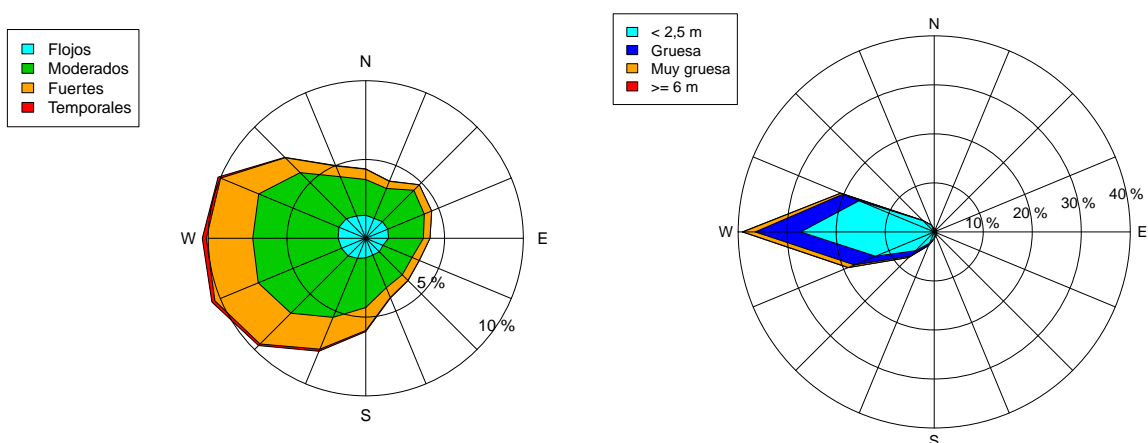 Flojos
Moderados
Fuertes
Temporales
N
W
E
S
5 %
10 %
< 2,5 m
Gruesa
Muy gruesa
>= 6 m
N
W
E
S
10 %
20 %
30 %
40 %